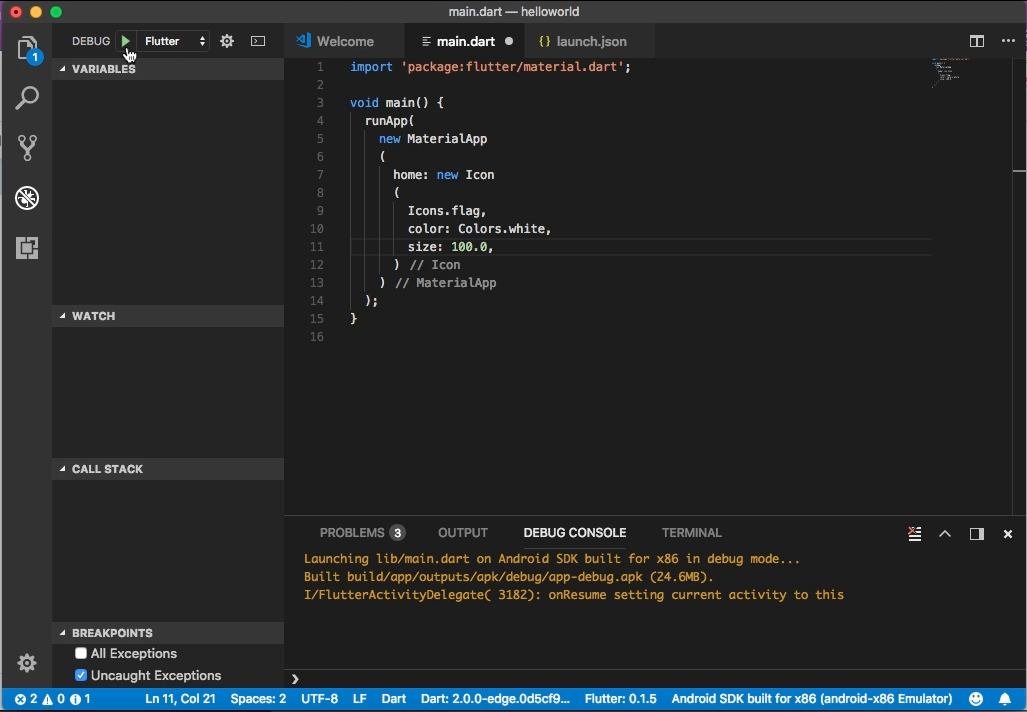 main.dart — helloworld
1
DEBUG Flutter
Welcome main.dart {} launch.json
VARIABLES
WATCH
CALL STACK
BREAKPOINTS
All Exceptions
Uncaught Exceptions
1 import 'package:flutter/material.dart';
2
3 void main() {
4 runApp(
5 new MaterialApp
6 (
7 home: new Icon
8 (
9 Icons.flag,
10 color: Colors.white,
11 size: 100.0,
12 ) // Icon
13 ) // MaterialApp
14 );
15 }
16
PROBLEMS 3 OUTPUT DEBUG CONSOLE TERMINAL
Launching lib/main.dart on Android SDK built for x86 in debug mode...
Built build/app/outputs/apk/debug/app-debug.apk (24.6MB).
I/FlutterActivityDelegate( 3182): onResume setting current activity to this
2 0 1 Ln 11, Col 21 Spaces: 2 UTF-8 LF Dart Dart: 2.0.0-edge.0d5cf9... Flutter: 0.1.5 Android SDK built for x86 (android-x86 Emulator)